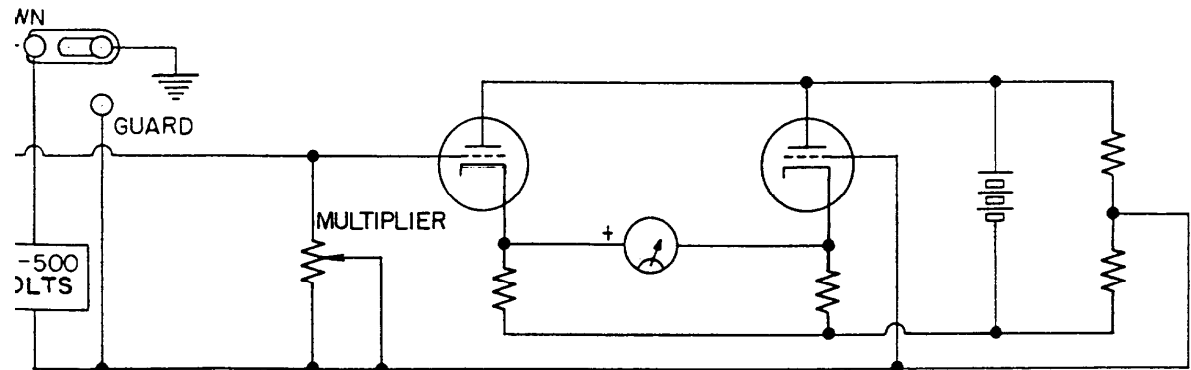 WN
GUARD
MULTIPLIER
+
-500
OLTS